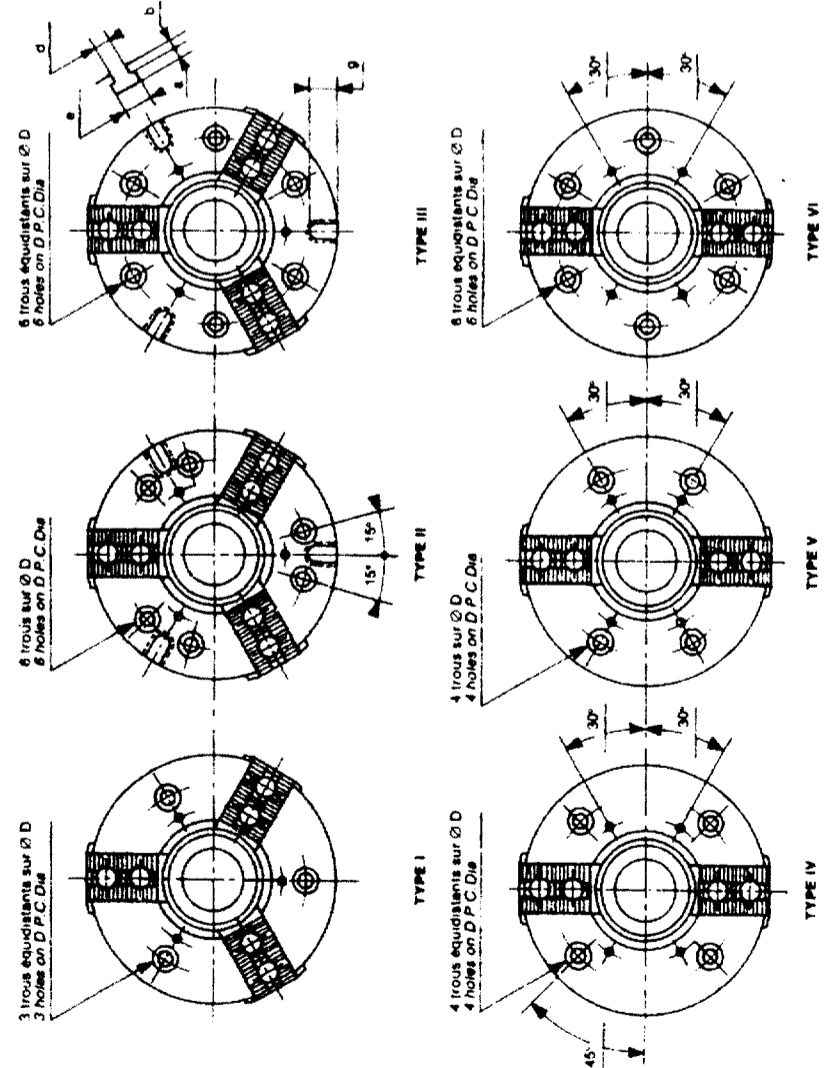 3 trous équidistants sur Ø D
3 holes on D P.C. Dia
6 trous sur Ø D
6 holes on D P.C. Dia
6 trous équidistants sur Ø D
6 holes on D P.C. Dia
d
b
g
15°
15°
TYPE I
TYPE II
TYPE III
4 trous équidistants sur Ø D
4 holes on D P.C. Dia
4 trous sur Ø D
4 holes on D P.C. Dia
6 trous équidistants sur Ø D
6 holes on D P.C. Dia
45°
30°
30°
30°
30°
30°
30°
TYPE IV
TYPE V
TYPE VI